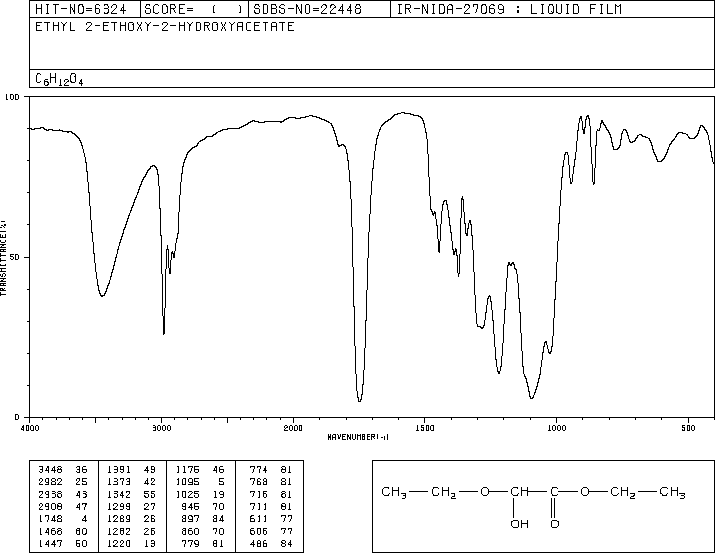 HIT-NO=6324 SCORE= ( ) SDBS-NO=22448 IR-NIDA-27069 : LIQUID FILM
ETHYL 2-ETHOXY-2-HYDROXYACETATE
C6H12O4
100
50
0
TRANSMITTANCE(%)
4000 3000 2000 1500 1000 500
WAVENUMBER(-1)
3448 36 1391 49 1175 46 774 81
2982 25 1373 42 1095 5 768 81
2938 43 1342 55 1025 19 716 81
2908 47 1299 27 945 70 711 81
1748 4 1289 26 897 84 611 77
1466 60 1282 26 860 70 606 77
1447 50 1220 13 779 81 486 84
CH3 CH2 O CH C O CH2 CH3
OH O